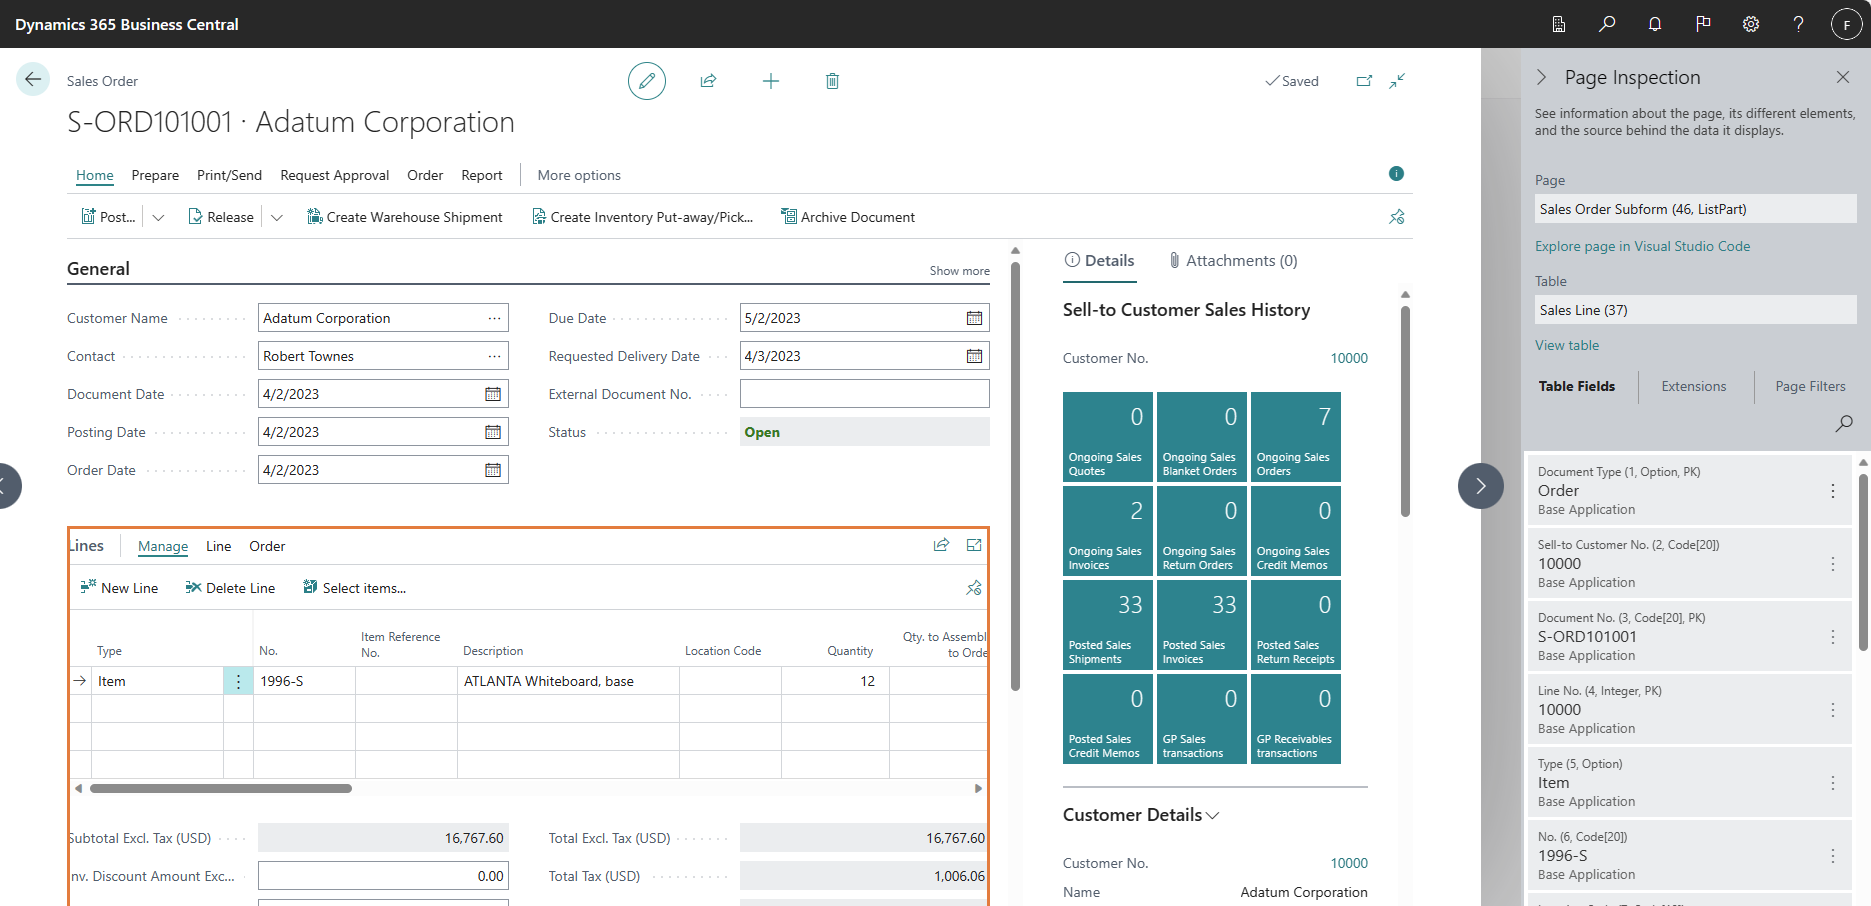 Dynamics 365 Business Central
F
Sales Order
Saved
S-ORD101001 · Adatum Corporation
Home
Prepare
Print/Send
Request Approval
Order
Report
More options
Post...
Release
Create Warehouse Shipment
Create Inventory Put-away/Pick...
Archive Document
General
Show more
Customer Name
Adatum Corporation
Contact
Robert Townes
Document Date
4/2/2023
Posting Date
4/2/2023
Order Date
4/2/2023
Due Date
5/2/2023
Requested Delivery Date
4/3/2023
External Document No.
Status
Open
Lines
Manage
Line
Order
New Line
Delete Line
Select items...
Type
No.
Item Reference
No.
Description
Location Code
Quantity
Qty. to Assembl
to Orde
Item
1996-S
ATLANTA Whiteboard, base
12
Subtotal Excl. Tax (USD)
16,767.60
nv. Discount Amount Exc...
0.00
Total Excl. Tax (USD)
16,767.60
Total Tax (USD)
1,006.06
Details
Attachments (0)
Sell-to Customer Sales History
Customer No.
10000
0
Ongoing Sales
Quotes
0
Ongoing Sales
Blanket Orders
7
Ongoing Sales
Orders
2
Ongoing Sales
Invoices
0
Ongoing Sales
Return Orders
0
Ongoing Sales
Credit Memos
33
Posted Sales
Shipments
33
Posted Sales
Invoices
0
Posted Sales
Return Receipts
0
Posted Sales
Credit Memos
0
GP Sales
transactions
0
GP Receivables
transactions
Customer Details
Customer No.
10000
Name
Adatum Corporation
Page Inspection
See information about the page, its different elements,
and the source behind the data it displays.
Page
Sales Order Subform (46, ListPart)
Explore page in Visual Studio Code
Table
Sales Line (37)
View table
Table Fields
Extensions
Page Filters
Document Type (1, Option, PK)
Order
Base Application
Sell-to Customer No. (2, Code[20])
10000
Base Application
Document No. (3, Code[20], PK)
S-ORD101001
Base Application
Line No. (4, Integer, PK)
10000
Base Application
Type (5, Option)
Item
Base Application
No. (6, Code[20])
1996-S
Base Application